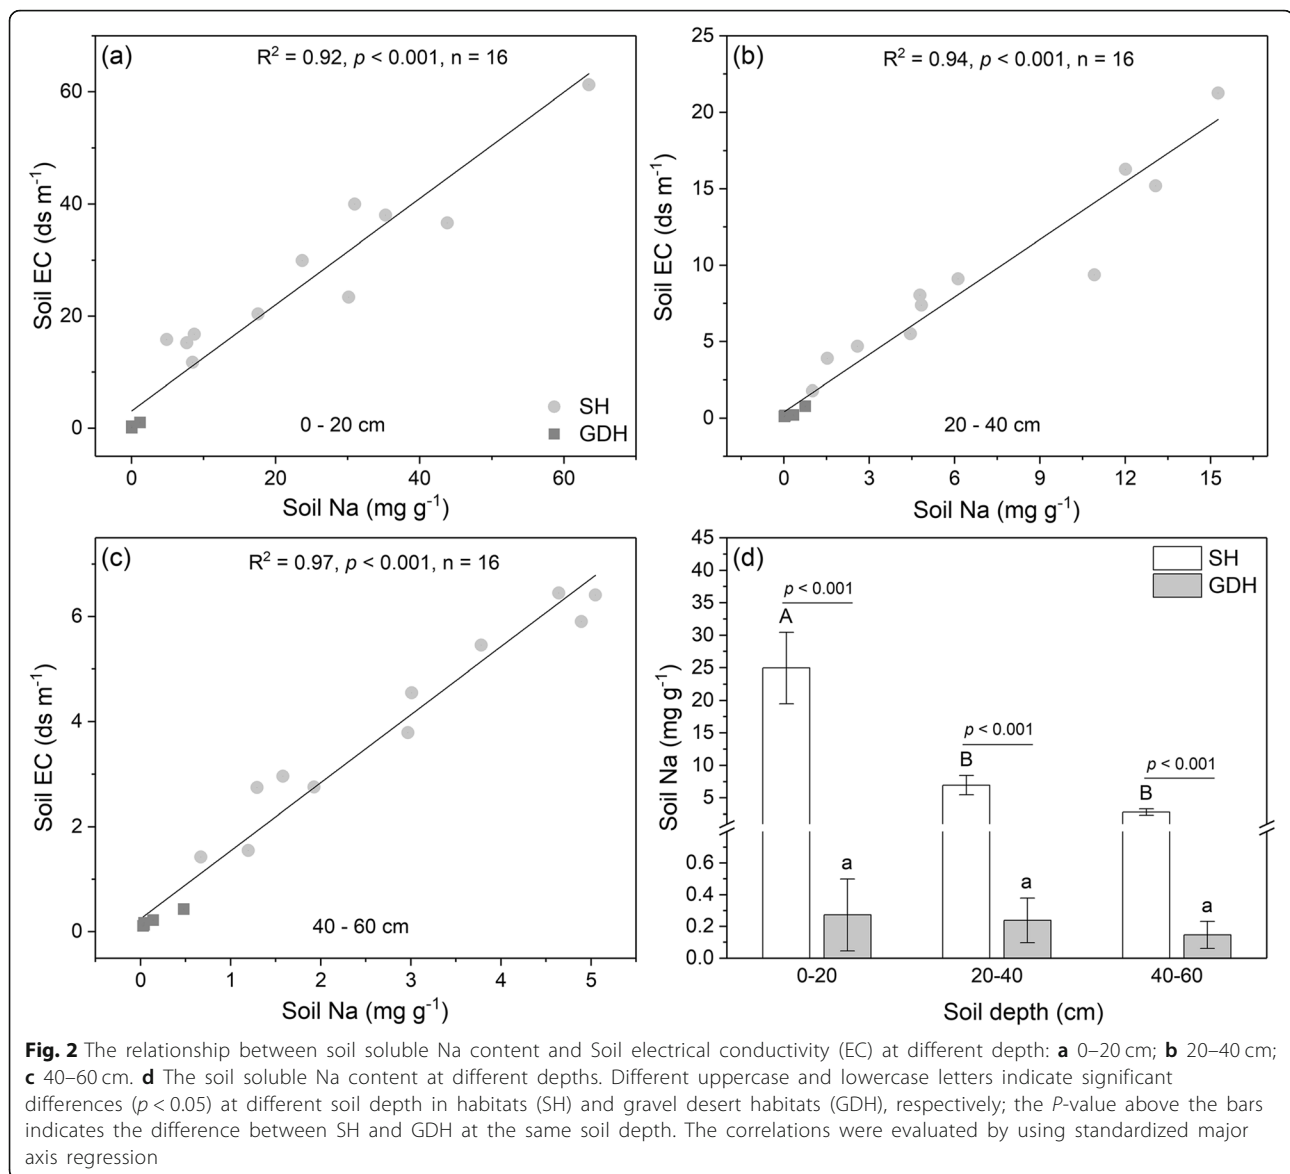 (a)
R² = 0.92, p < 0.001, n = 16
60
40
20
0
Soil EC (ds m⁻¹)
SH
GDH
0 - 20 cm
0 20 40 60
Soil Na (mg g⁻¹)
(b)
R² = 0.94, p < 0.001, n = 16
25
20
15
10
5
0
Soil EC (ds m⁻¹)
20 - 40 cm
0 3 6 9 12 15
Soil Na (mg g⁻¹)
(c)
R² = 0.97, p < 0.001, n = 16
6
4
2
0
Soil EC (ds m⁻¹)
40 - 60 cm
0 1 2 3 4 5
Soil Na (mg g⁻¹)
(d)
SH
GDH
45
40
35
30
25
20
15
10
5
0.6
0.4
0.2
0.0
Soil Na (mg g⁻¹)
p < 0.001
A
p < 0.001
B
p < 0.001
B
a
a
a
0-20 20-40 40-60
Soil depth (cm)
Fig. 2 The relationship between soil soluble Na content and Soil electrical conductivity (EC) at different depth: a 0–20 cm; b 20–40 cm;
c 40–60 cm. d The soil soluble Na content at different depths. Different uppercase and lowercase letters indicate significant
differences (p < 0.05) at different soil depth in habitats (SH) and gravel desert habitats (GDH), respectively; the P-value above the bars
indicates the difference between SH and GDH at the same soil depth. The correlations were evaluated by using standardized major
axis regression